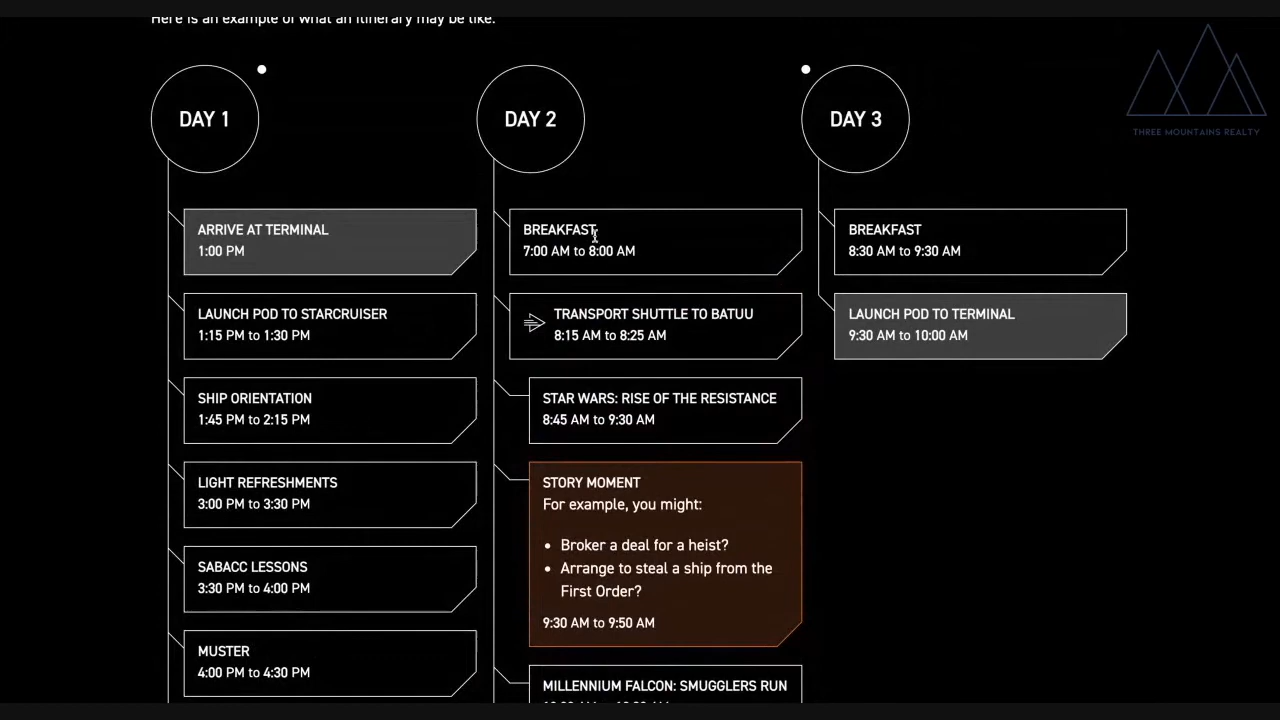 Here is an example of what an itinerary may be like.
THREE MOUNTAINS REALTY
DAY 1
ARRIVE AT TERMINAL
1:00 PM
LAUNCH POD TO STARCRUISER
1:15 PM to 1:30 PM
SHIP ORIENTATION
1:45 PM to 2:15 PM
LIGHT REFRESHMENTS
3:00 PM to 3:30 PM
SABACC LESSONS
3:30 PM to 4:00 PM
MUSTER
4:00 PM to 4:30 PM
DAY 2
BREAKFAST
7:00 AM to 8:00 AM
TRANSPORT SHUTTLE TO BATUU
8:15 AM to 8:25 AM
STAR WARS: RISE OF THE RESISTANCE
8:45 AM to 9:30 AM
STORY MOMENT
For example, you might:
• Broker a deal for a heist?
• Arrange to steal a ship from the
First Order?
9:30 AM to 9:50 AM
MILLENNIUM FALCON: SMUGGLERS RUN
DAY 3
BREAKFAST
8:30 AM to 9:30 AM
LAUNCH POD TO TERMINAL
9:30 AM to 10:00 AM